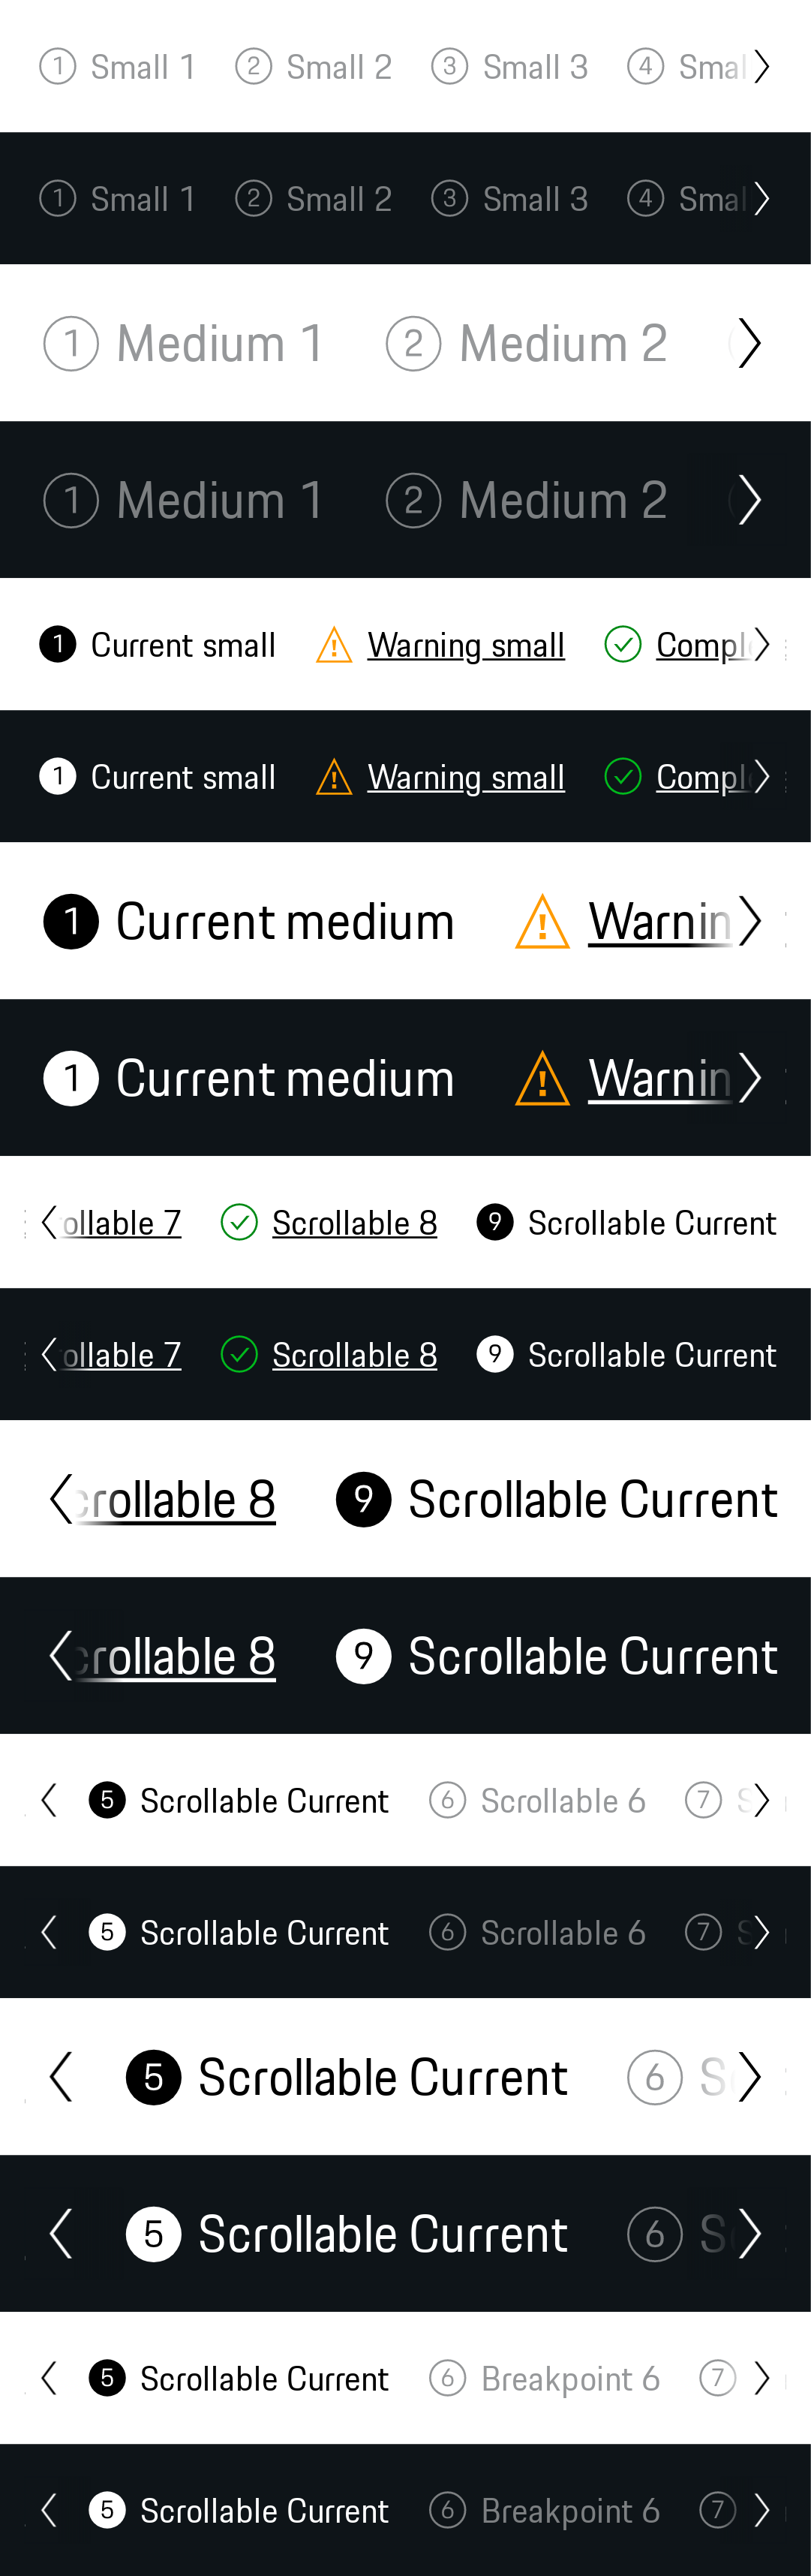 1 Small 1 2 Small 2 3 Small 3 4 Smal
1 Small 1 2 Small 2 3 Small 3 4 Smal
1 Medium 1 2 Medium 2
1 Medium 1 2 Medium 2
1 Current small ! Warning small Compl
1 Current small ! Warning small Compl
1 Current medium ! Warnin
1 Current medium ! Warnin
ollable 7 Scrollable 8 9 Scrollable Current
ollable 7 Scrollable 8 9 Scrollable Current
crollable 8 9 Scrollable Current
crollable 8 9 Scrollable Current
5 Scrollable Current 6 Scrollable 6 7 S
5 Scrollable Current 6 Scrollable 6 7 S
5 Scrollable Current 6 S
5 Scrollable Current 6 S
5 Scrollable Current 6 Breakpoint 6 7
5 Scrollable Current 6 Breakpoint 6 7